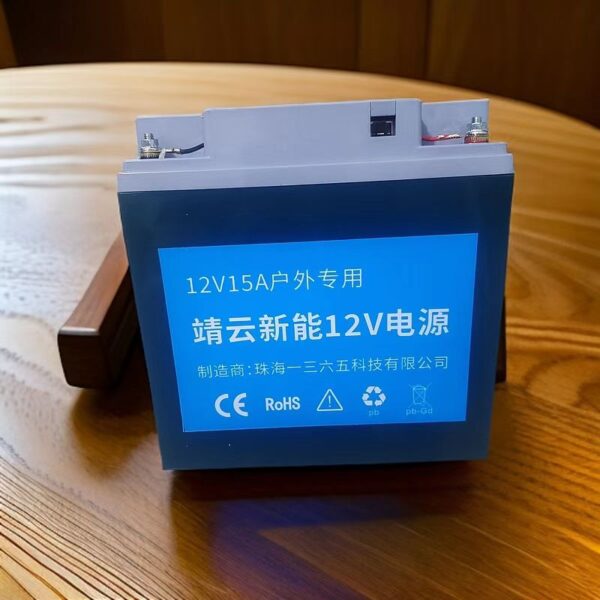 12V15A户外专用
靖云新能12V电源
制造商:珠海一三六五科技有限公司
CE RoHS pb pb-Gd